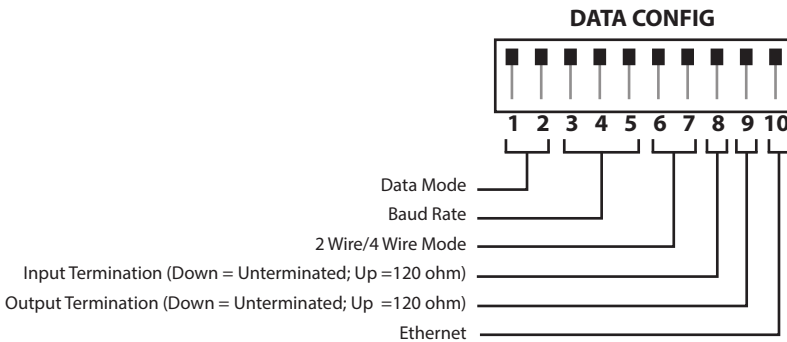 DATA CONFIG
1 2 3 4 5 6 7 8 9 10
Data Mode
Baud Rate
2 Wire/4 Wire Mode
Input Termination (Down = Unterminated; Up =120 ohm)
Output Termination (Down = Unterminated; Up =120 ohm)
Ethernet